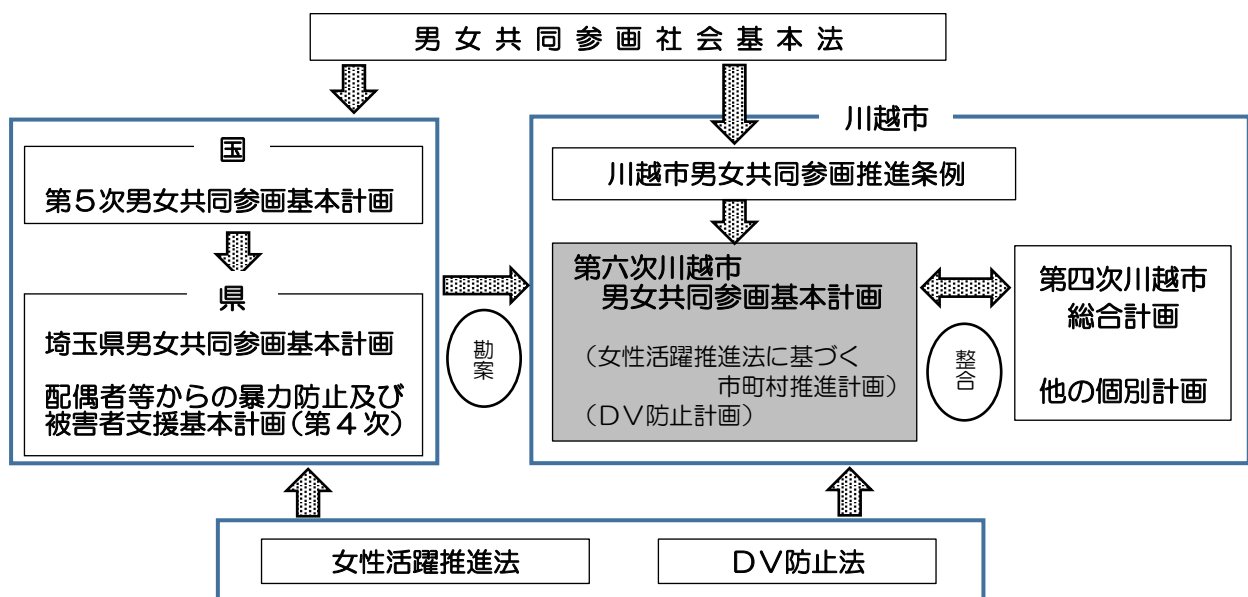 男女共同参画社会基本法
川越市
国
第５次男女共同参画基本計画
県
埼玉県男女共同参画基本計画
配偶者等からの暴力防止及び
被害者支援基本計画（第４次）
勘案
川越市男女共同参画推進条例
第六次川越市
男女共同参画基本計画
（女性活躍推進法に基づく
市町村推進計画）
（ＤＶ防止計画）
整合
第四次川越市
総合計画
他の個別計画
女性活躍推進法
ＤＶ防止法